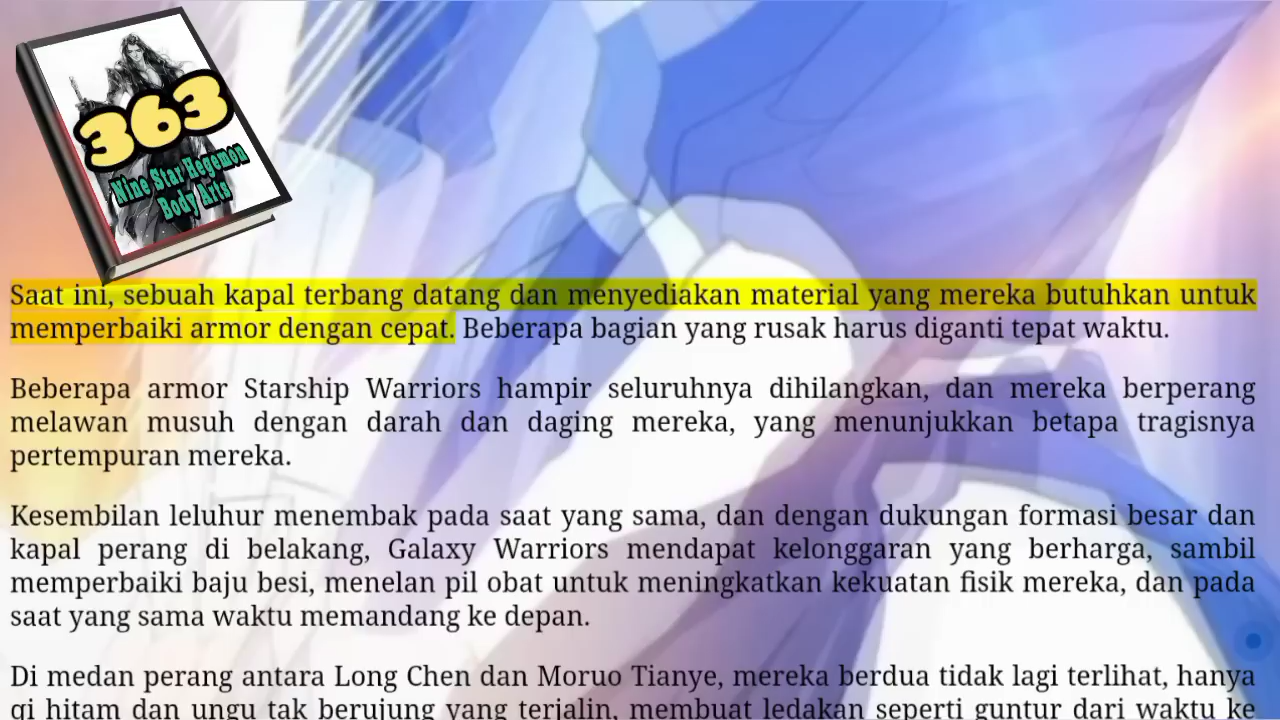 363
Nine Star Hegemon
Body Arts
Saat ini, sebuah kapal terbang datang dan menyediakan material yang mereka butuhkan untuk
memperbaiki armor dengan cepat. Beberapa bagian yang rusak harus diganti tepat waktu.
Beberapa armor Starship Warriors hampir seluruhnya dihilangkan, dan mereka berperang
melawan musuh dengan darah dan daging mereka, yang menunjukkan betapa tragisnya
pertempuran mereka.
Kesembilan leluhur menembak pada saat yang sama, dan dengan dukungan formasi besar dan
kapal perang di belakang, Galaxy Warriors mendapat kelonggaran yang berharga, sambil
memperbaiki baju besi, menelan pil obat untuk meningkatkan kekuatan fisik mereka, dan pada
saat yang sama waktu memandang ke depan.
Di medan perang antara Long Chen dan Moruo Tianye, mereka berdua tidak lagi terlihat, hanya
qi hitam dan ungu tak berujung yang terjalin, membuat ledakan seperti guntur dari waktu ke